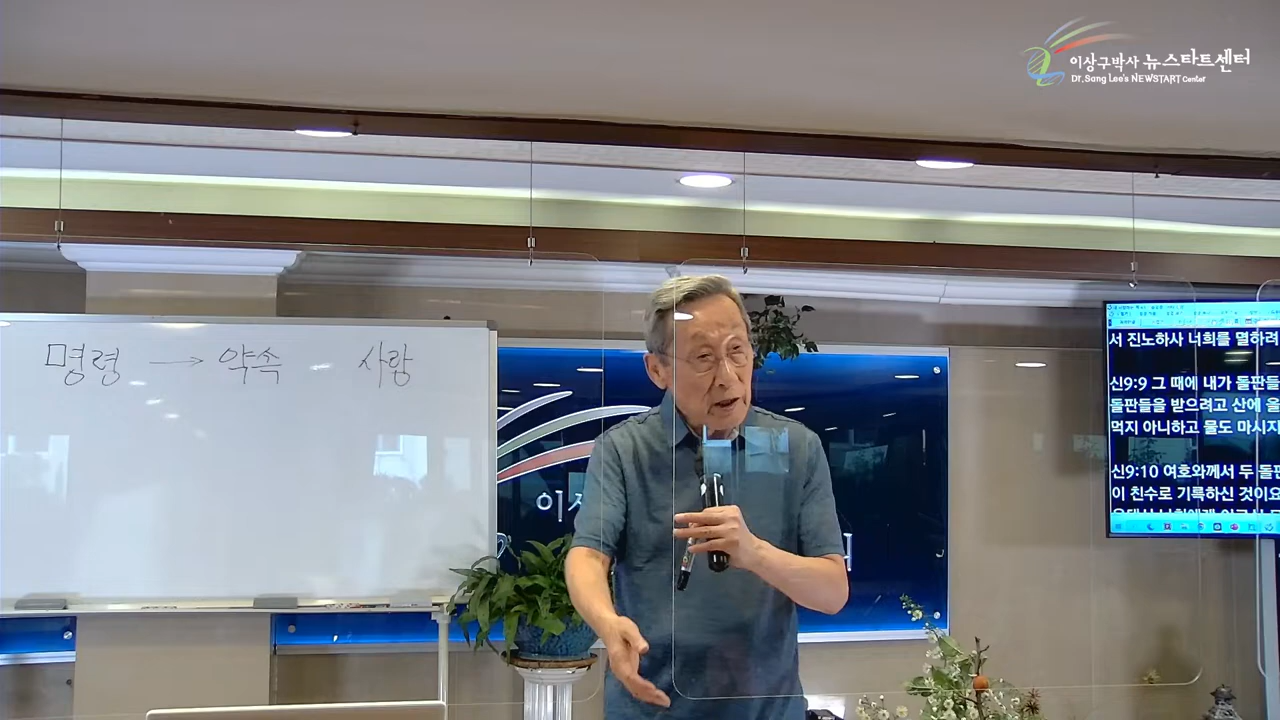 이상구박사 뉴스타트센터
Dr. Sang Lee's NEWSTART Center
명령 → 약속 사랑
서 진노하사 너희를 멸하려
신9:9 그 때에 내가 돌판들
돌판들을 받으려고 산에 올
먹지 아니하고 물도 마시지
신9:10 여호와께서 두 돌판
이 친수로 기록하신 것이요